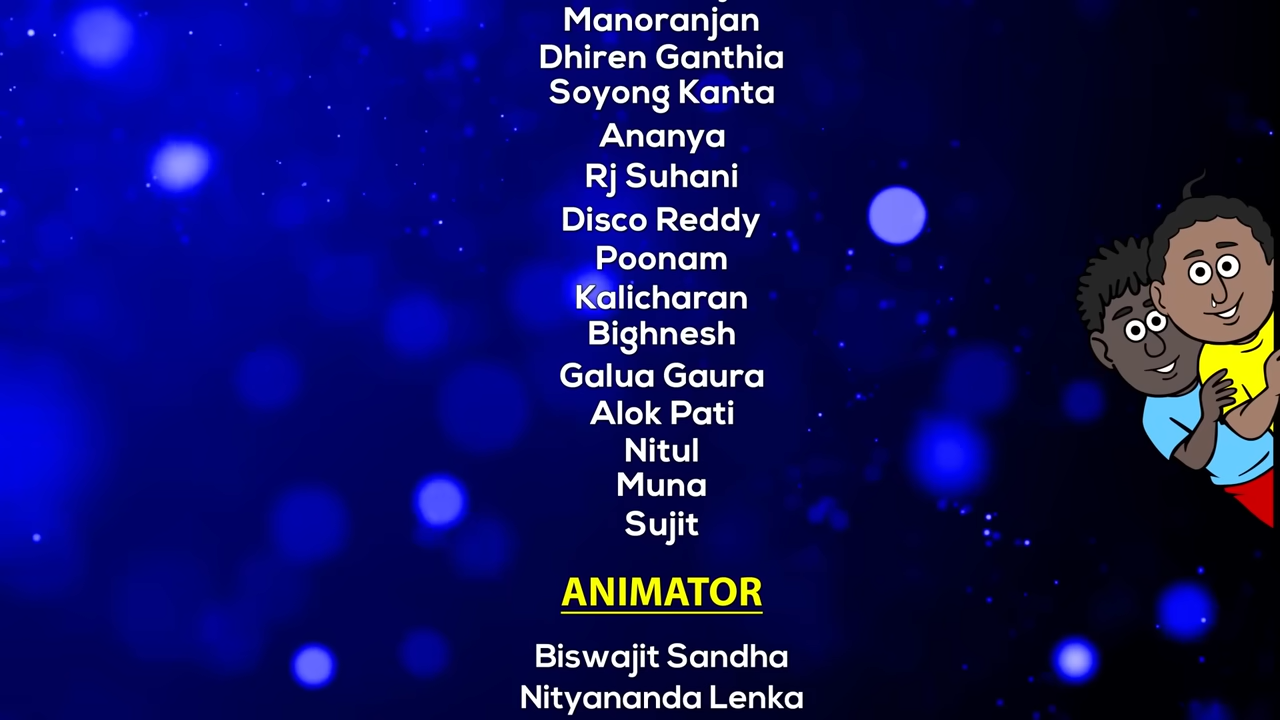 Manoranjan
Dhiren Ganthia
Soyong Kanta
Ananya
Rj Suhani
Disco Reddy
Poonam
Kalicharan
Bighnesh
Galua Gaura
Alok Pati
Nitul
Muna
Sujit
ANIMATOR
Biswajit Sandha
Nityananda Lenka